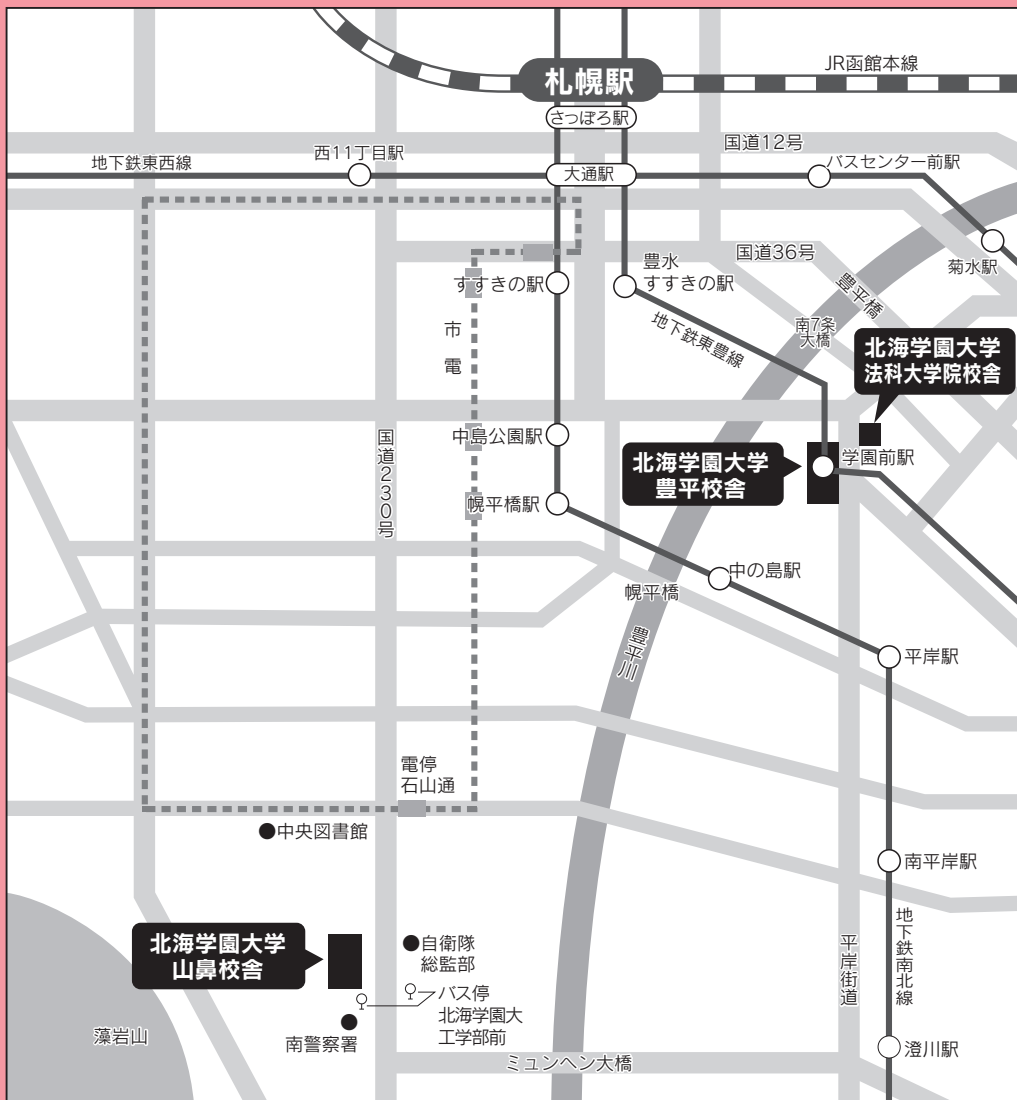 JR函館本線
札幌駅
さっぽろ駅
国道12号
地下鉄東西線
西11丁目駅
大通駅
バスセンター前駅
国道36号
菊水駅
豊水
すすきの駅
すすきの駅
豊平橋
南7条
大橋
地下鉄東豊線
市電
北海学園大学
法科大学院校舎
中島公園駅
国道230号
北海学園大学
豊平校舎
学園前駅
幌平橋駅
中の島駅
幌平橋
豊平川
平岸駅
電停
石山通
中央図書館
南平岸駅
地下鉄南北線
平岸街道
北海学園大学
山鼻校舎
自衛隊
総監部
バス停
北海学園大
工学部前
南警察署
藻岩山
ミュンヘン大橋
澄川駅